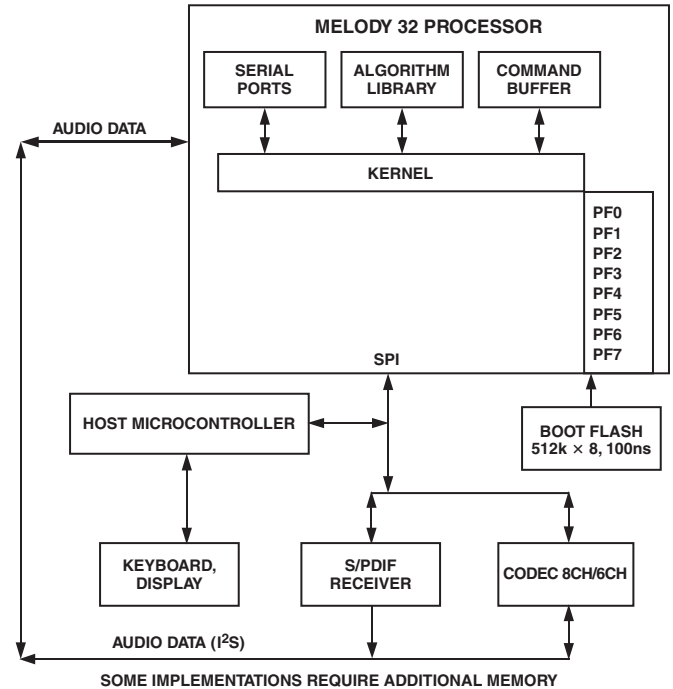 MELODY 32 PROCESSOR
SERIAL
PORTS
ALGORITHM
LIBRARY
COMMAND
BUFFER
AUDIO DATA
KERNEL
PF0
PF1
PF2
PF3
PF4
PF5
PF6
PF7
SPI
HOST MICROCONTROLLER
BOOT FLASH
512k × 8, 100ns
KEYBOARD,
DISPLAY
S/PDIF
RECEIVER
CODEC 8CH/6CH
AUDIO DATA (I²S)
SOME IMPLEMENTATIONS REQUIRE ADDITIONAL MEMORY